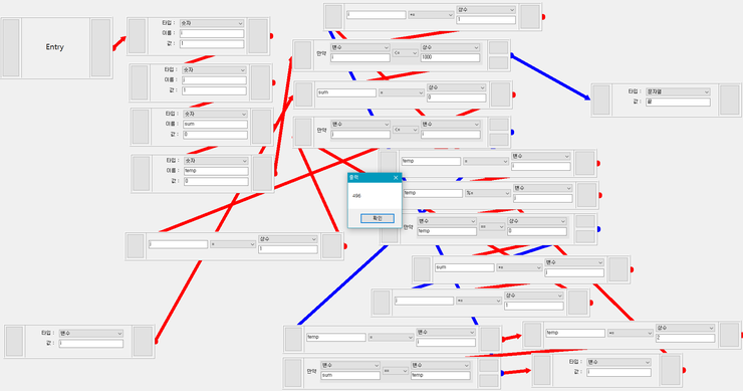 Entry
타입 : 숫자
이름 : i
값 : 1
타입 : 숫자
이름 : j
값 : 1
타입 : 숫자
이름 : sum
값 : 0
타입 : 숫자
이름 : temp
값 : 0
i += 상수
1
만약 변수 <= 상수
i 1000
sum = 상수
0
만약 변수 <= 변수
j i
타입 : 문자열
값 : 끝
temp = 변수
i
temp %= 변수
j
만약 변수 == 상수
temp 0
출력
496
확인
j = 상수
1
sum += 변수
j
j += 상수
1
타입 : 변수
값 : i
temp = 변수
i
temp *= 상수
2
만약 변수 == 변수
sum temp
타입 : 변수
값 : i